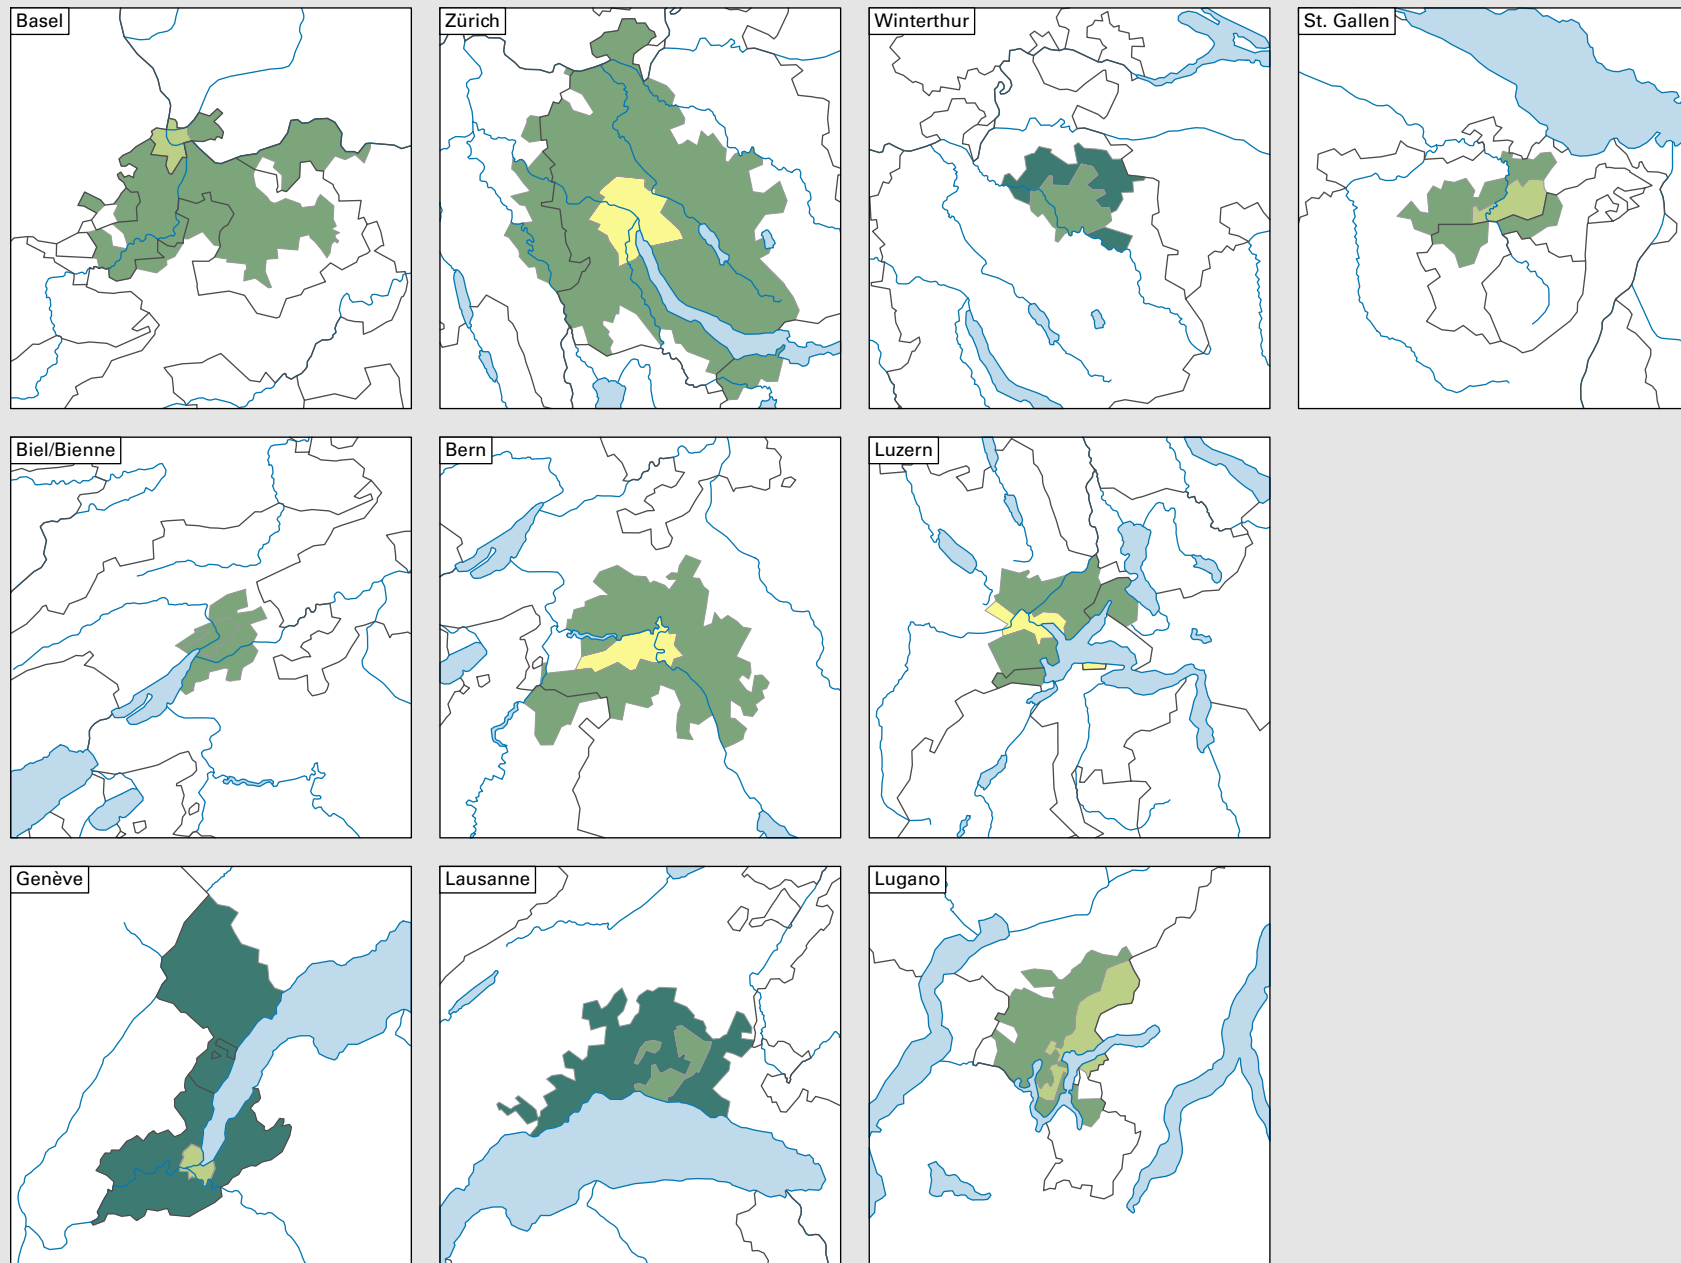 Basel
Zürich
Winterthur
St. Gallen
Biel/Bienne
Bern
Luzern
Genève
Lausanne
Lugano